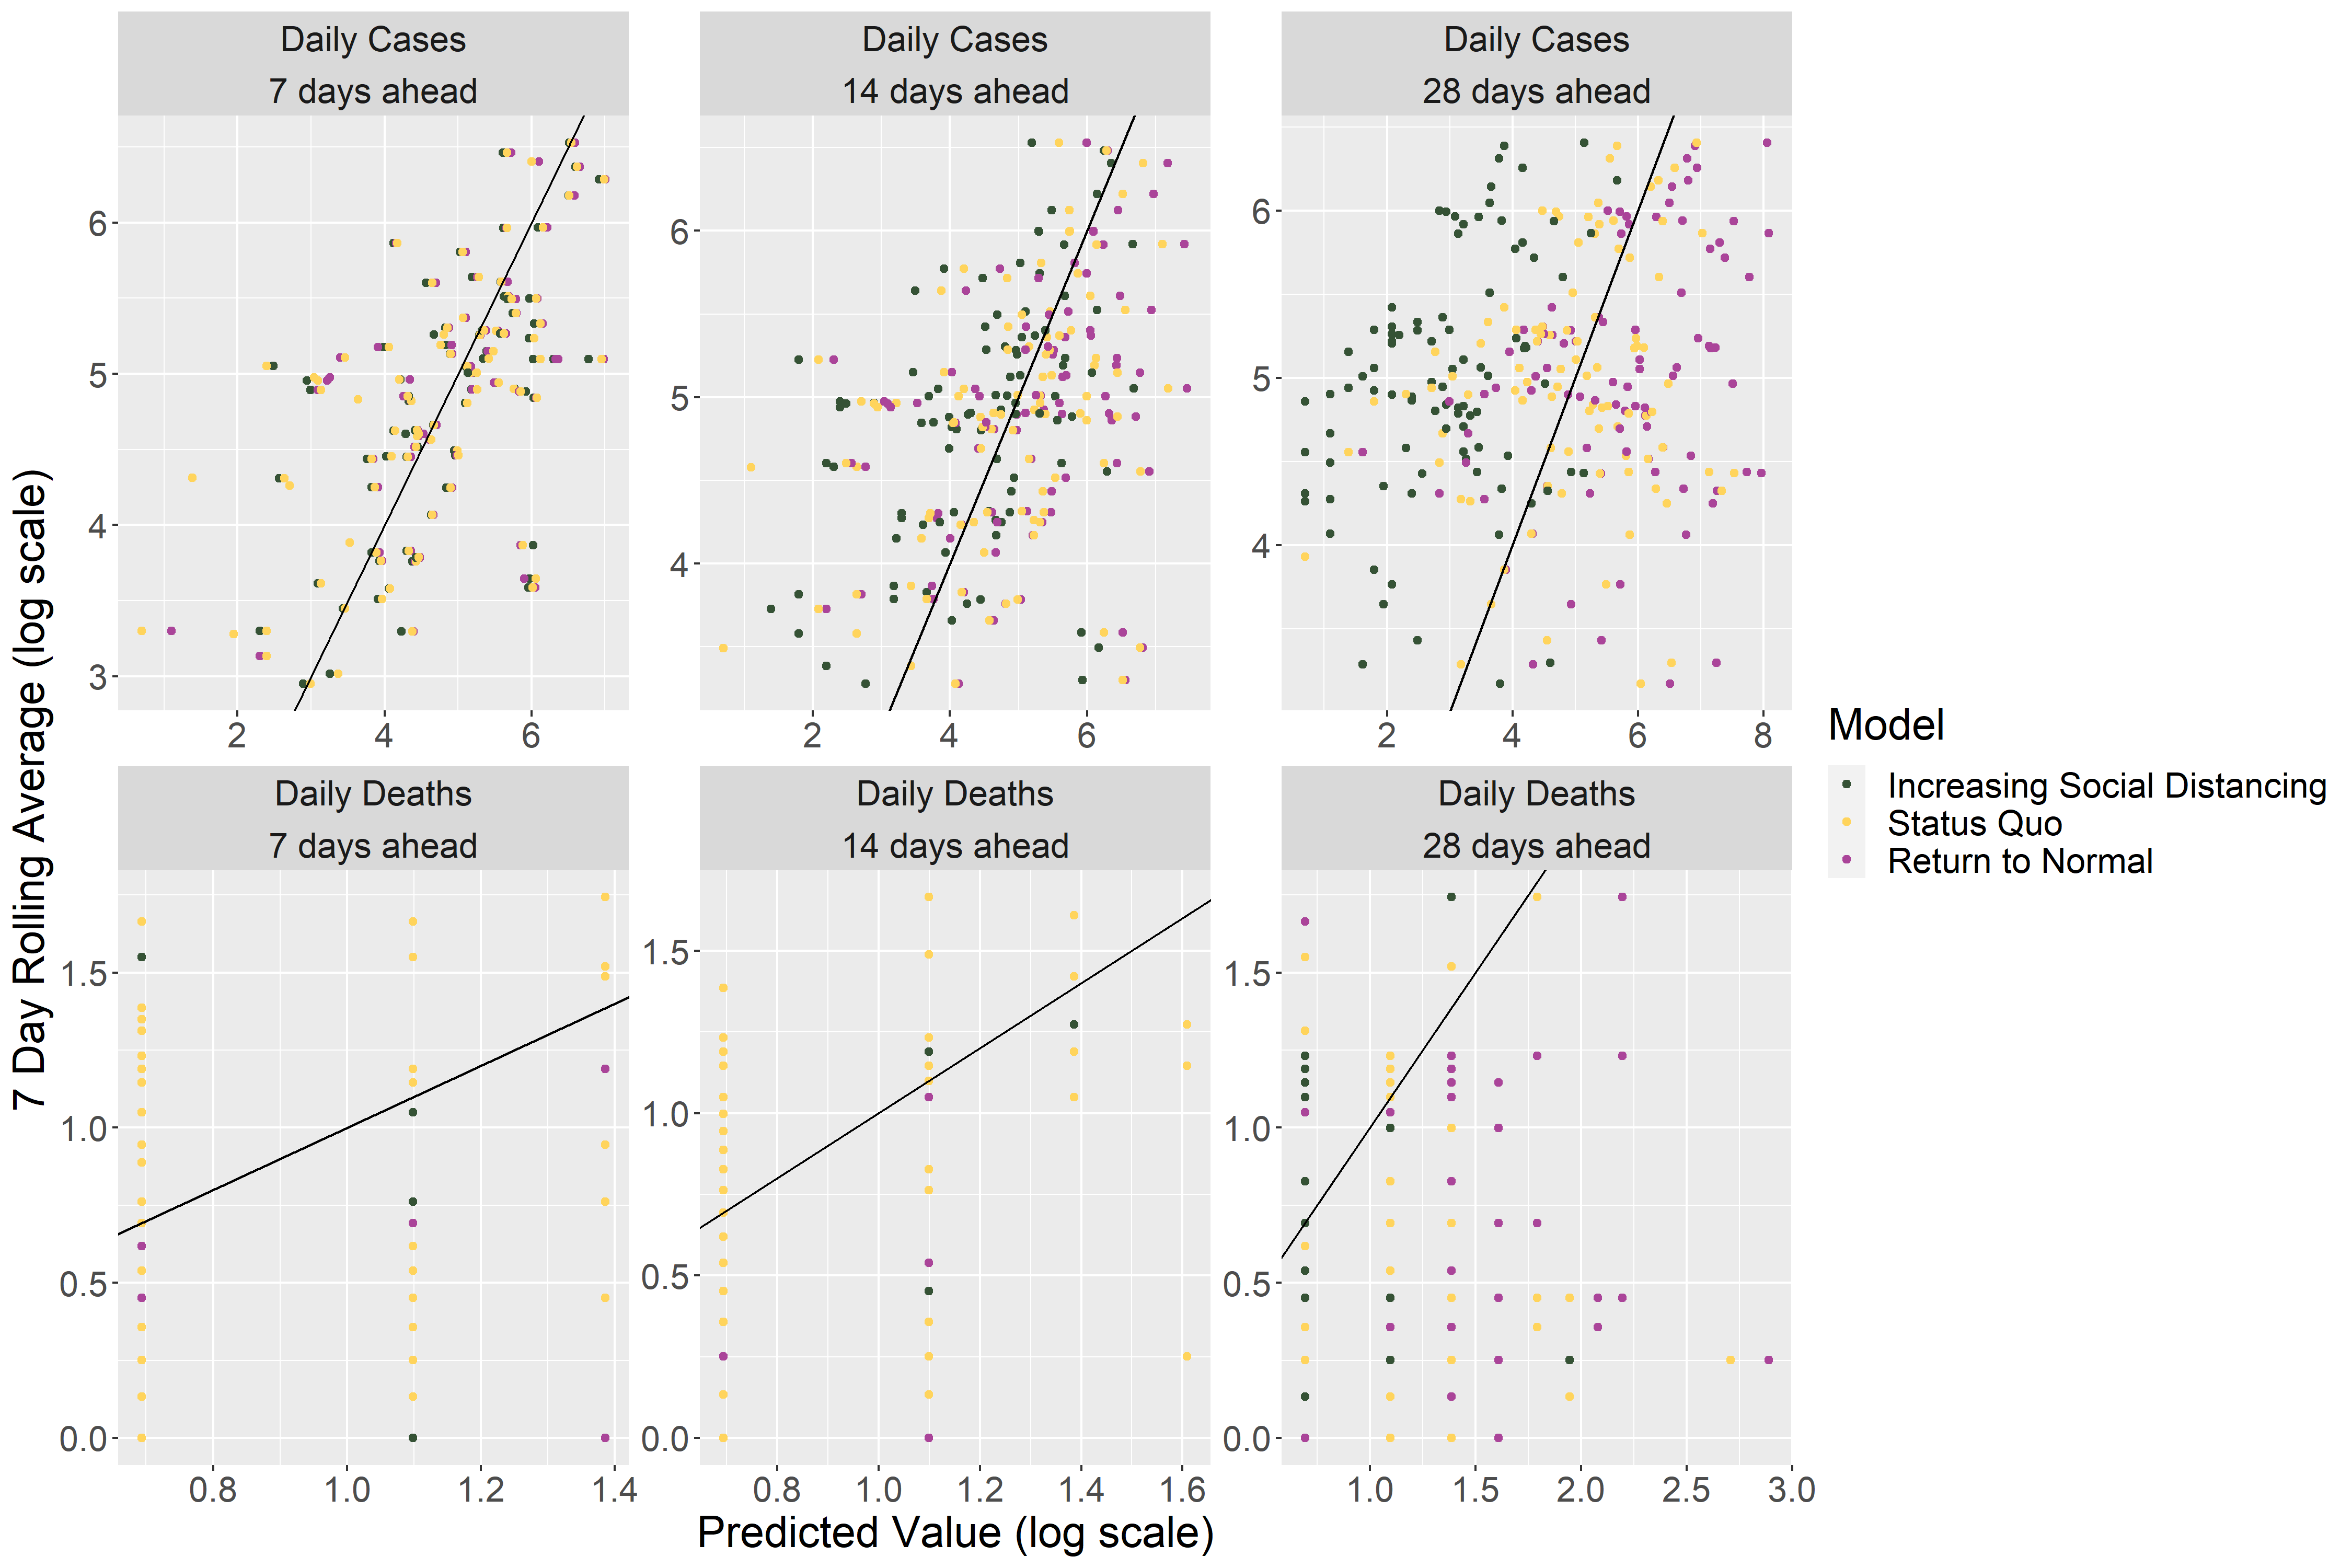 Daily Cases
7 days ahead
Daily Cases
14 days ahead
Daily Cases
28 days ahead
6
5
4
3
2
4
6
6
5
4
2
4
6
6
5
4
2
4
6
8
Daily Deaths
7 days ahead
Daily Deaths
14 days ahead
Daily Deaths
28 days ahead
1.5
1.0
0.5
0.0
0.8
1.0
1.2
1.4
1.5
1.0
0.5
0.0
0.8
1.0
1.2
1.4
1.6
1.5
1.0
0.5
0.0
1.0
1.5
2.0
2.5
3.0
7 Day Rolling Average (log scale)
Predicted Value (log scale)
Model
Increasing Social Distancing
Status Quo
Return to Normal